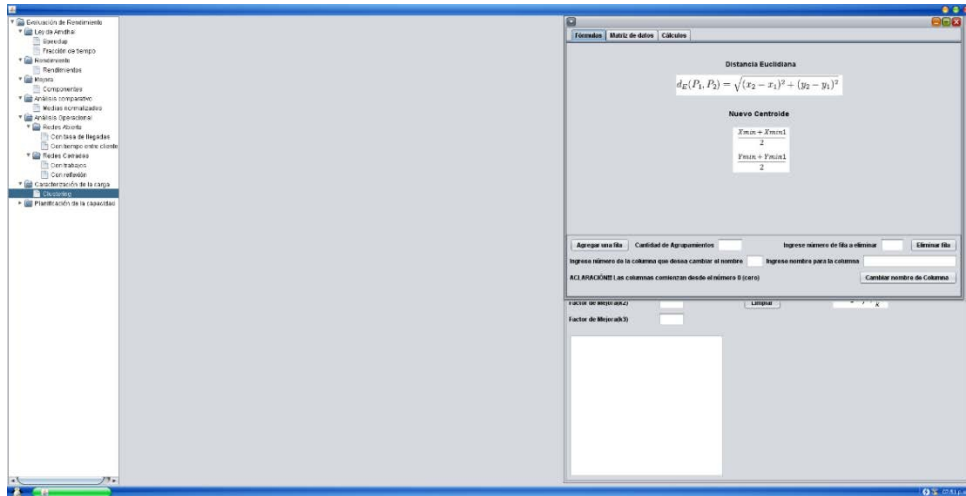 Evaluación de Rendimiento
Ley de Amdhal
Speedup
Fracción de tiempo
Rendimiento
Rendimientos
Mejora
Componentes
Análisis comparativo
Medias normalizadas
Análisis Operacional
Redes Abierta
Con tasa de llegadas
Con tiempo entre cliente
Redes Cerradas
Con trabajos
Con reflexión
Caracterización de la carga
Clustering
Planificación de la capacidad
Fórmulas Matriz de datos Cálculos
Distancia Euclidiana
d_E(P_1, P_2) = √((x_2 − x_1)^2 + (y_2 − y_1)^2)
Nuevo Centroide
Xmin + Xmin1
2
Ymin + Ymin1
2
Agregar una fila Cantidad de Agrupamientos Ingrese número de fila a eliminar Eliminar fila
Ingrese número de la columna que desea cambiar el nombre Ingrese nombre para la columna
ACLARACIÓN!! Las columnas comienzan desde el número 0 (cero) Cambiar nombre de Columna
Factor de Mejora(k2) Limpiar
Factor de Mejora(k3)